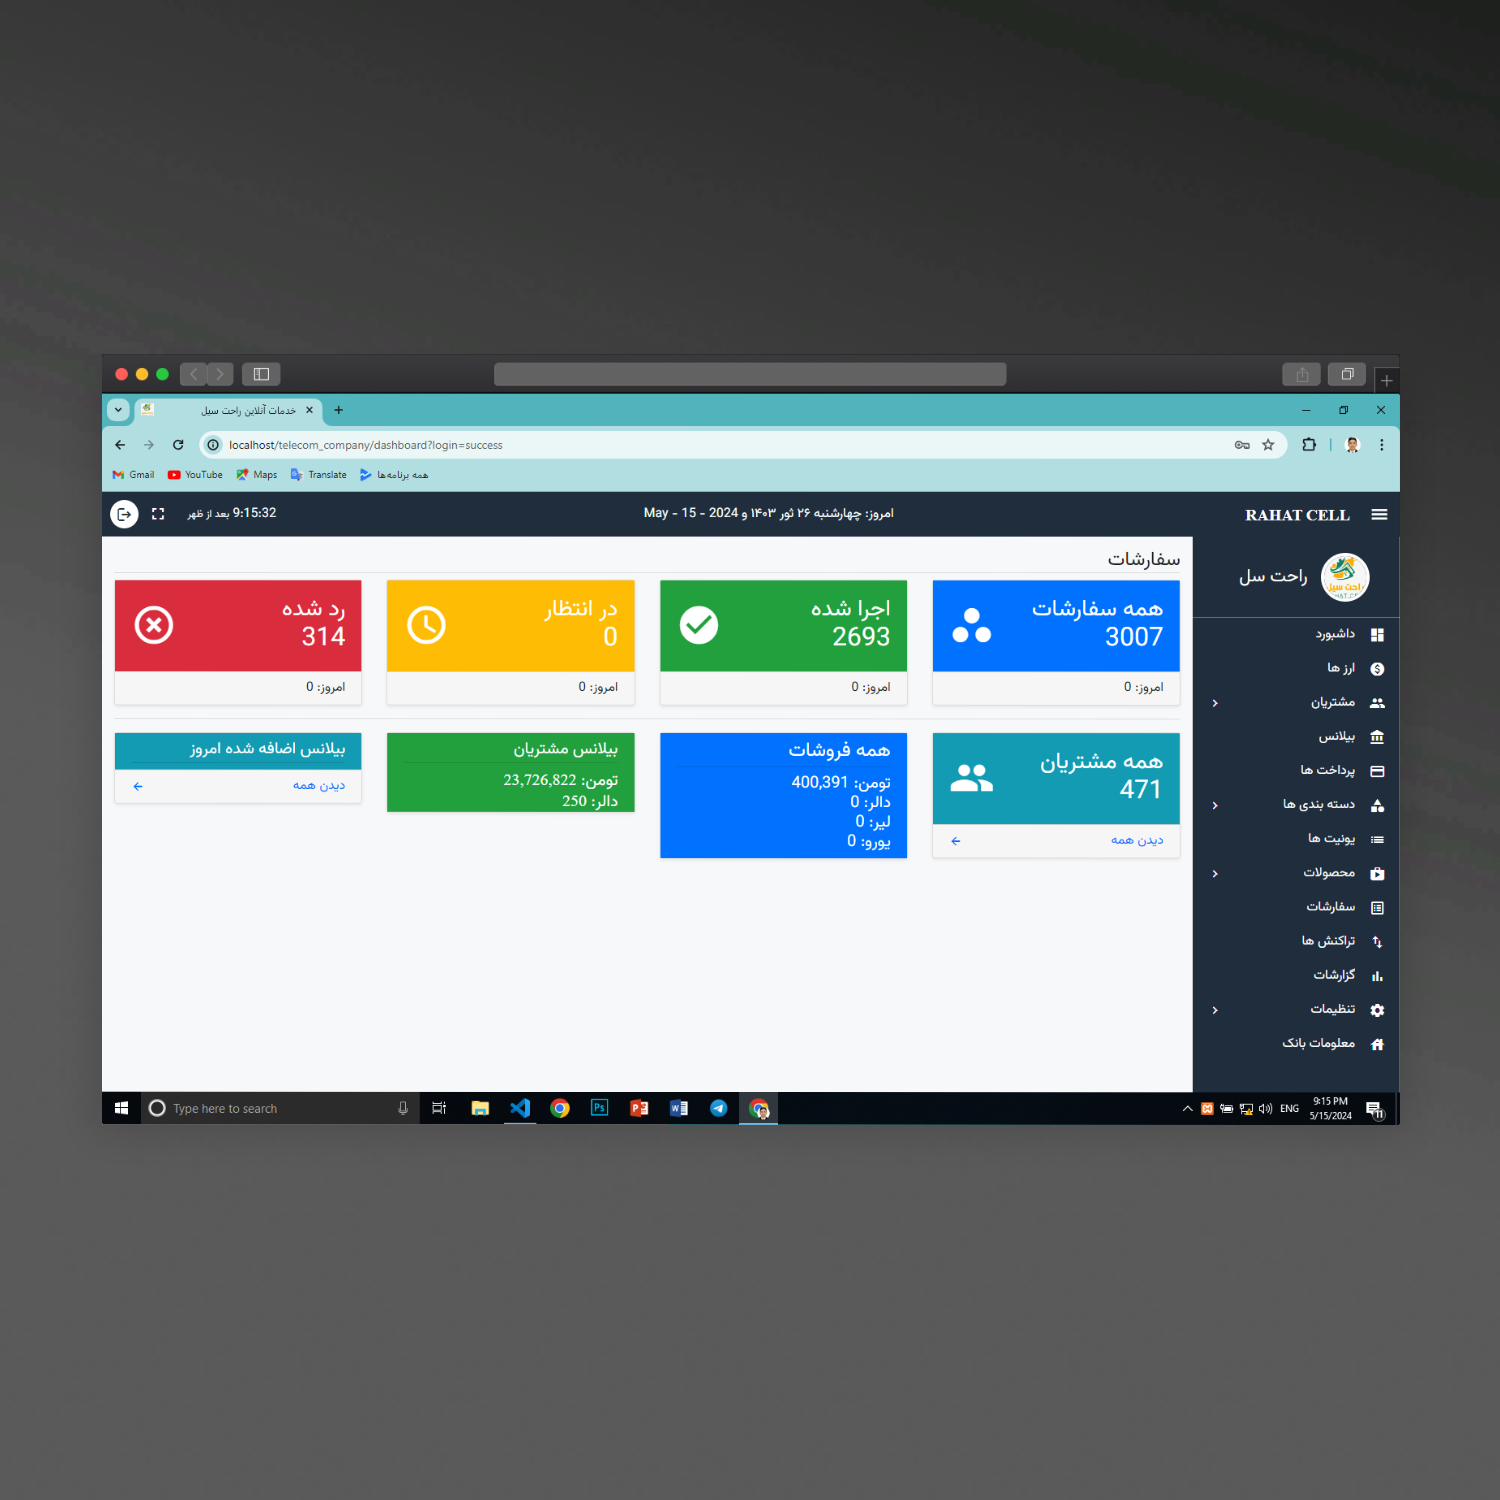 خدمات آنلاین راحت سیل
localhost/telecom_company/dashboard?login=success
Gmail
YouTube
Maps
Translate
همه برنامه‌ها
RAHAT CELL
امروز: چهارشنبه ۲۶ ثور ۱۴۰۳ و 2024 - 15 - May
9:15:32 بعد از ظهر
راحت سل
راحت سیل
داشبورد
ارز ها
مشتریان
بیلانس
پرداخت ها
دسته بندی ها
یونیت ها
محصولات
سفارشات
تراکنش ها
گزارشات
تنظیمات
معلومات بانک
سفارشات
همه سفارشات
3007
امروز: 0
اجرا شده
2693
امروز: 0
در انتظار
0
امروز: 0
رد شده
314
امروز: 0
همه مشتریان
471
دیدن همه
همه فروشات
تومن: 400,391
دالر: 0
لیر: 0
یورو: 0
بیلانس مشتریان
تومن: 23,726,822
دالر: 250
بیلانس اضافه شده امروز
دیدن همه
Type here to search
Ps
ENG
9:15 PM
5/15/2024
11